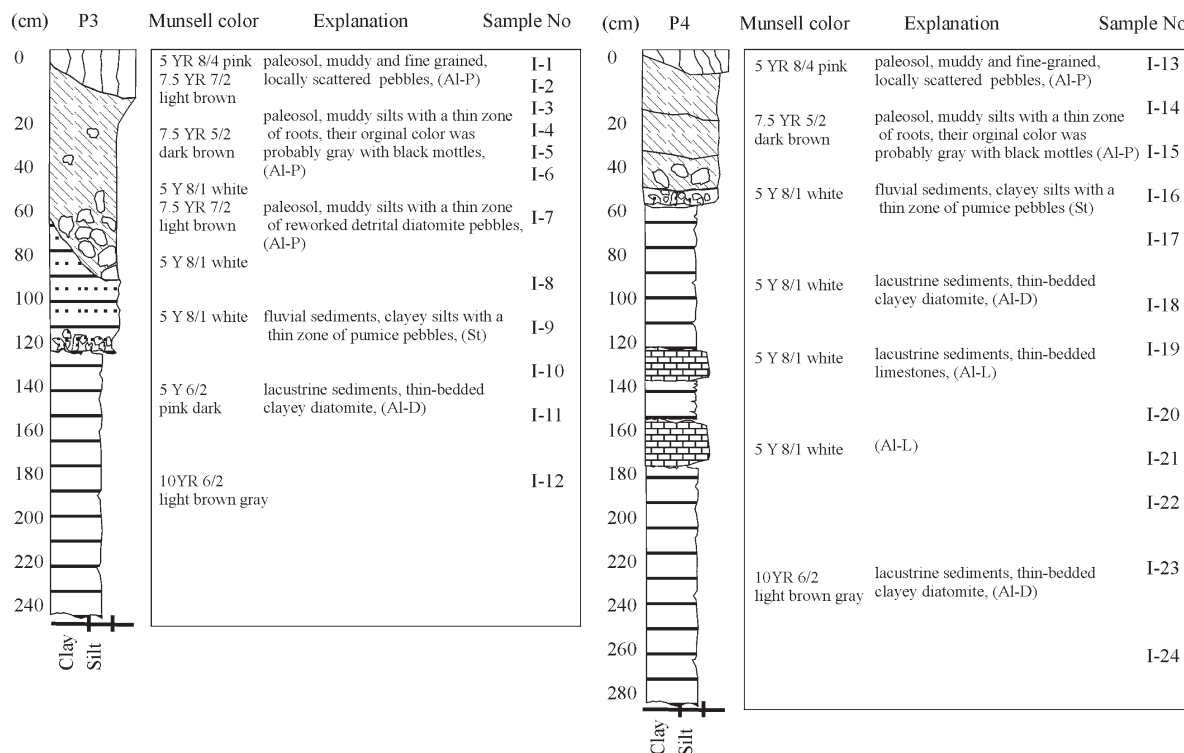 (cm) P3 Munsell color Explanation Sample No
0
20
40
60
80
100
120
140
160
180
200
220
240
Clay
Silt
5 YR 8/4 pink
7.5 YR 7/2
light brown
7.5 YR 5/2
dark brown
5 Y 8/1 white
7.5 YR 7/2
light brown
5 Y 8/1 white
5 Y 8/1 white
5 Y 6/2
pink dark
10YR 6/2
light brown gray
paleosol, muddy and fine grained,
locally scattered pebbles, (Al-P)
paleosol, muddy silts with a thin zone
of roots, their orginal color was
probably gray with black mottles,
(Al-P)
paleosol, muddy silts with a thin zone
of reworked detrital diatomite pebbles,
(Al-P)
fluvial sediments, clayey silts with a
thin zone of pumice pebbles, (St)
lacustrine sediments, thin-bedded
clayey diatomite, (Al-D)
I-1
I-2
I-3
I-4
I-5
I-6
I-7
I-8
I-9
I-10
I-11
I-12
(cm) P4 Munsell color Explanation Sample No
0
20
40
60
80
100
120
140
160
180
200
220
240
260
280
Clay
Silt
5 YR 8/4 pink
7.5 YR 5/2
dark brown
5 Y 8/1 white
5 Y 8/1 white
5 Y 8/1 white
5 Y 8/1 white
10YR 6/2
light brown gray
paleosol, muddy and fine-grained,
locally scattered pebbles, (Al-P)
paleosol, muddy silts with a thin zone
of roots, their orginal color was
probably gray with black mottles (Al-P)
fluvial sediments, clayey silts with a
thin zone of pumice pebbles (St)
lacustrine sediments, thin-bedded
clayey diatomite, (Al-D)
lacustrine sediments, thin-bedded
limestones, (Al-L)
(Al-L)
lacustrine sediments, thin-bedded
clayey diatomite, (Al-D)
I-13
I-14
I-15
I-16
I-17
I-18
I-19
I-20
I-21
I-22
I-23
I-24